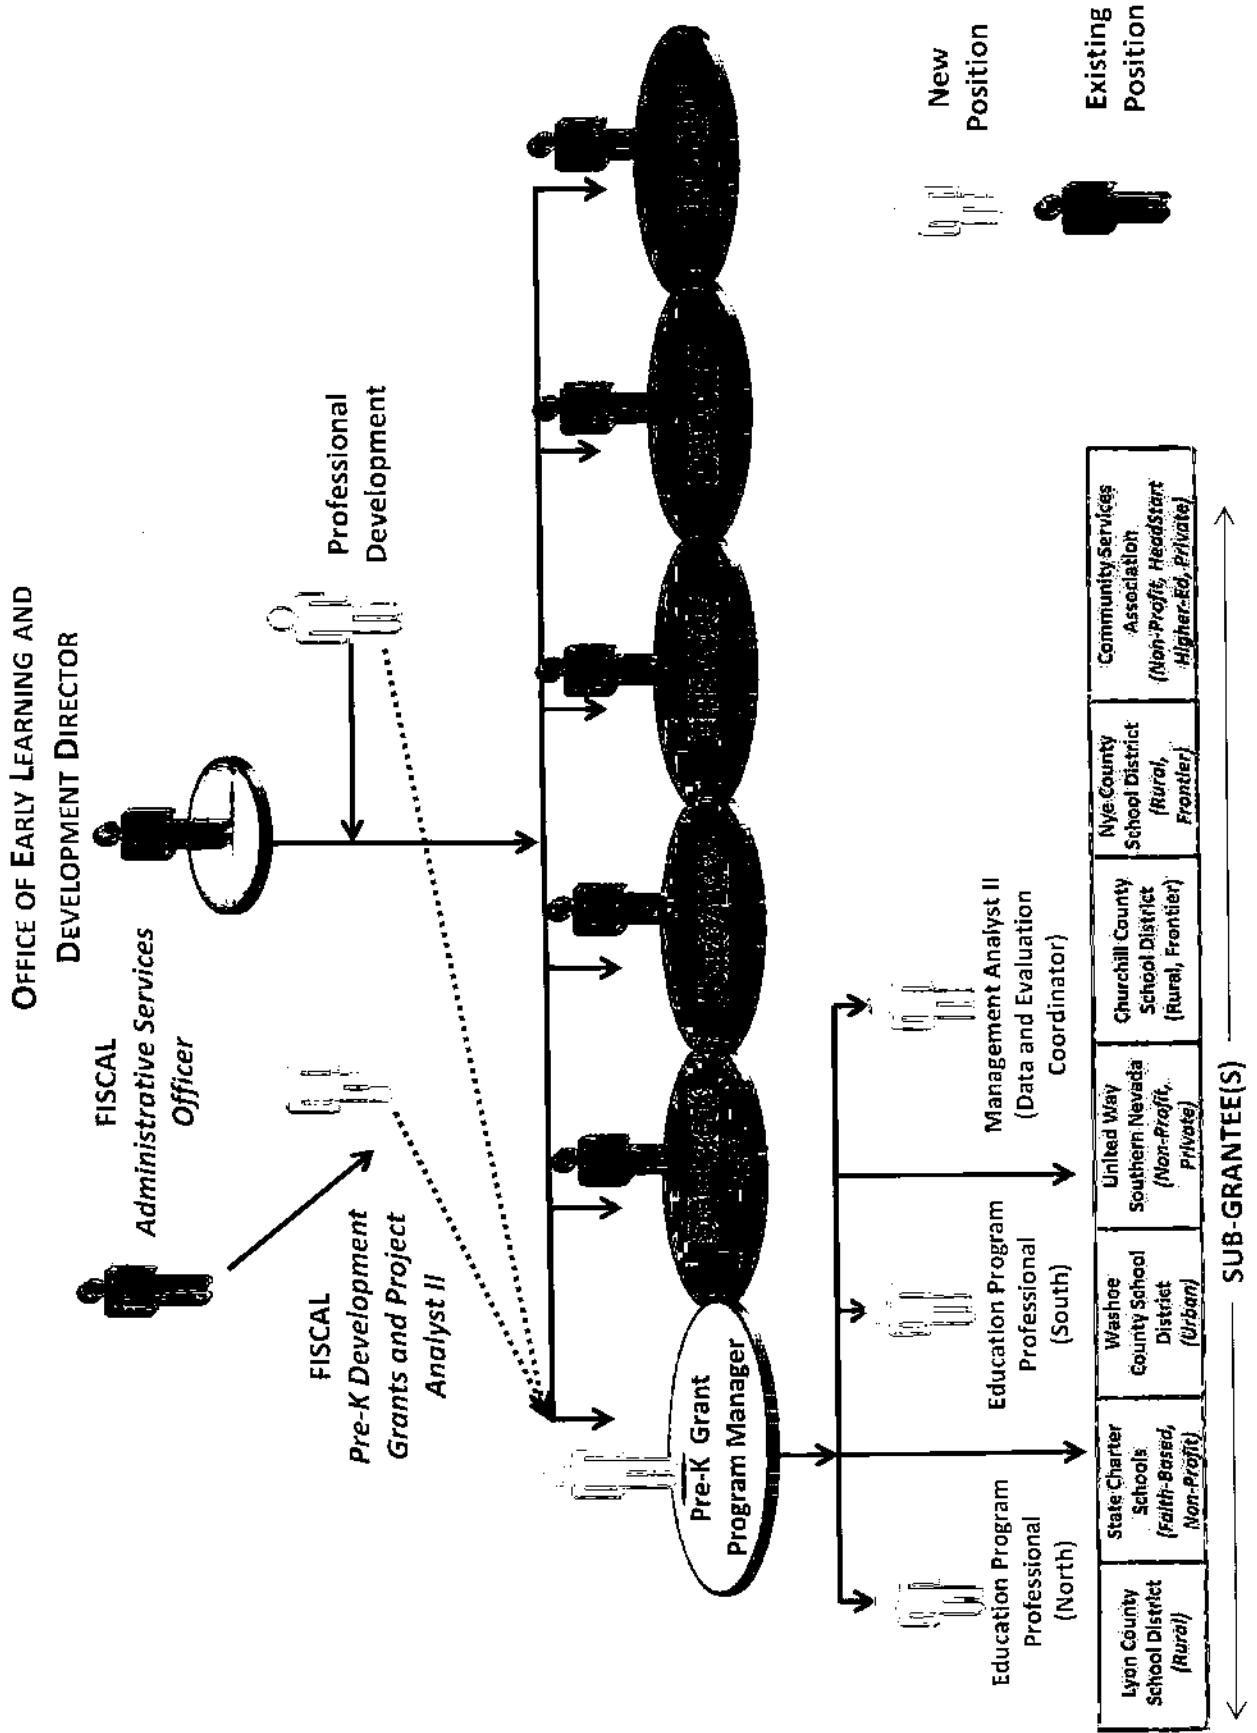 OFFICE OF EARLY LEARNING AND
DEVELOPMENT DIRECTOR
FISCAL
Administrative Services
Officer
Professional
Development
FISCAL
Pre-K Development
Grants and Project
Analyst II
Pre-K Grant
Program Manager
Education Program
Professional
(North)
Education Program
Professional
(South)
Management Analyst II
(Data and Evaluation
Coordinator)
New
Position
Existing
Position
Lyon County
School District
(Rural)
State Charter
Schools
(Faith-Based,
Non-Profit)
Washoe
County School
District
(Urban)
United Way
Southern Nevada
(Non-Profit,
Private)
Churchill County
School District
(Rural, Frontier)
Nye County
School District
(Rural,
Frontier)
Community Services
Association
(Non-Profit, HeadStart
Higher-Ed, Private)
SUB-GRANTEE(S)